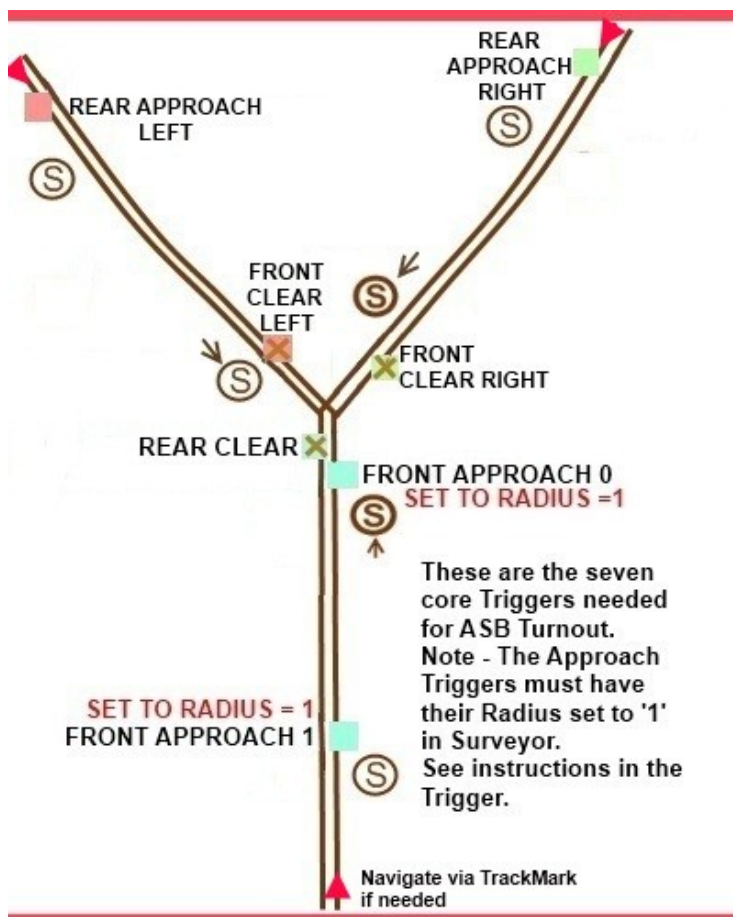 REAR
APPROACH
RIGHT
REAR APPROACH
LEFT
S
S
FRONT
CLEAR
LEFT
S
S
FRONT
CLEAR RIGHT
REAR CLEAR
FRONT APPROACH 0
SET TO RADIUS =1
S
These are the seven
core Triggers needed
for ASB Turnout.
Note - The Approach
Triggers must have
their Radius set to '1'
in Surveyor.
See instructions in the
Trigger.
SET TO RADIUS = 1
FRONT APPROACH 1
S
Navigate via TrackMark
if needed